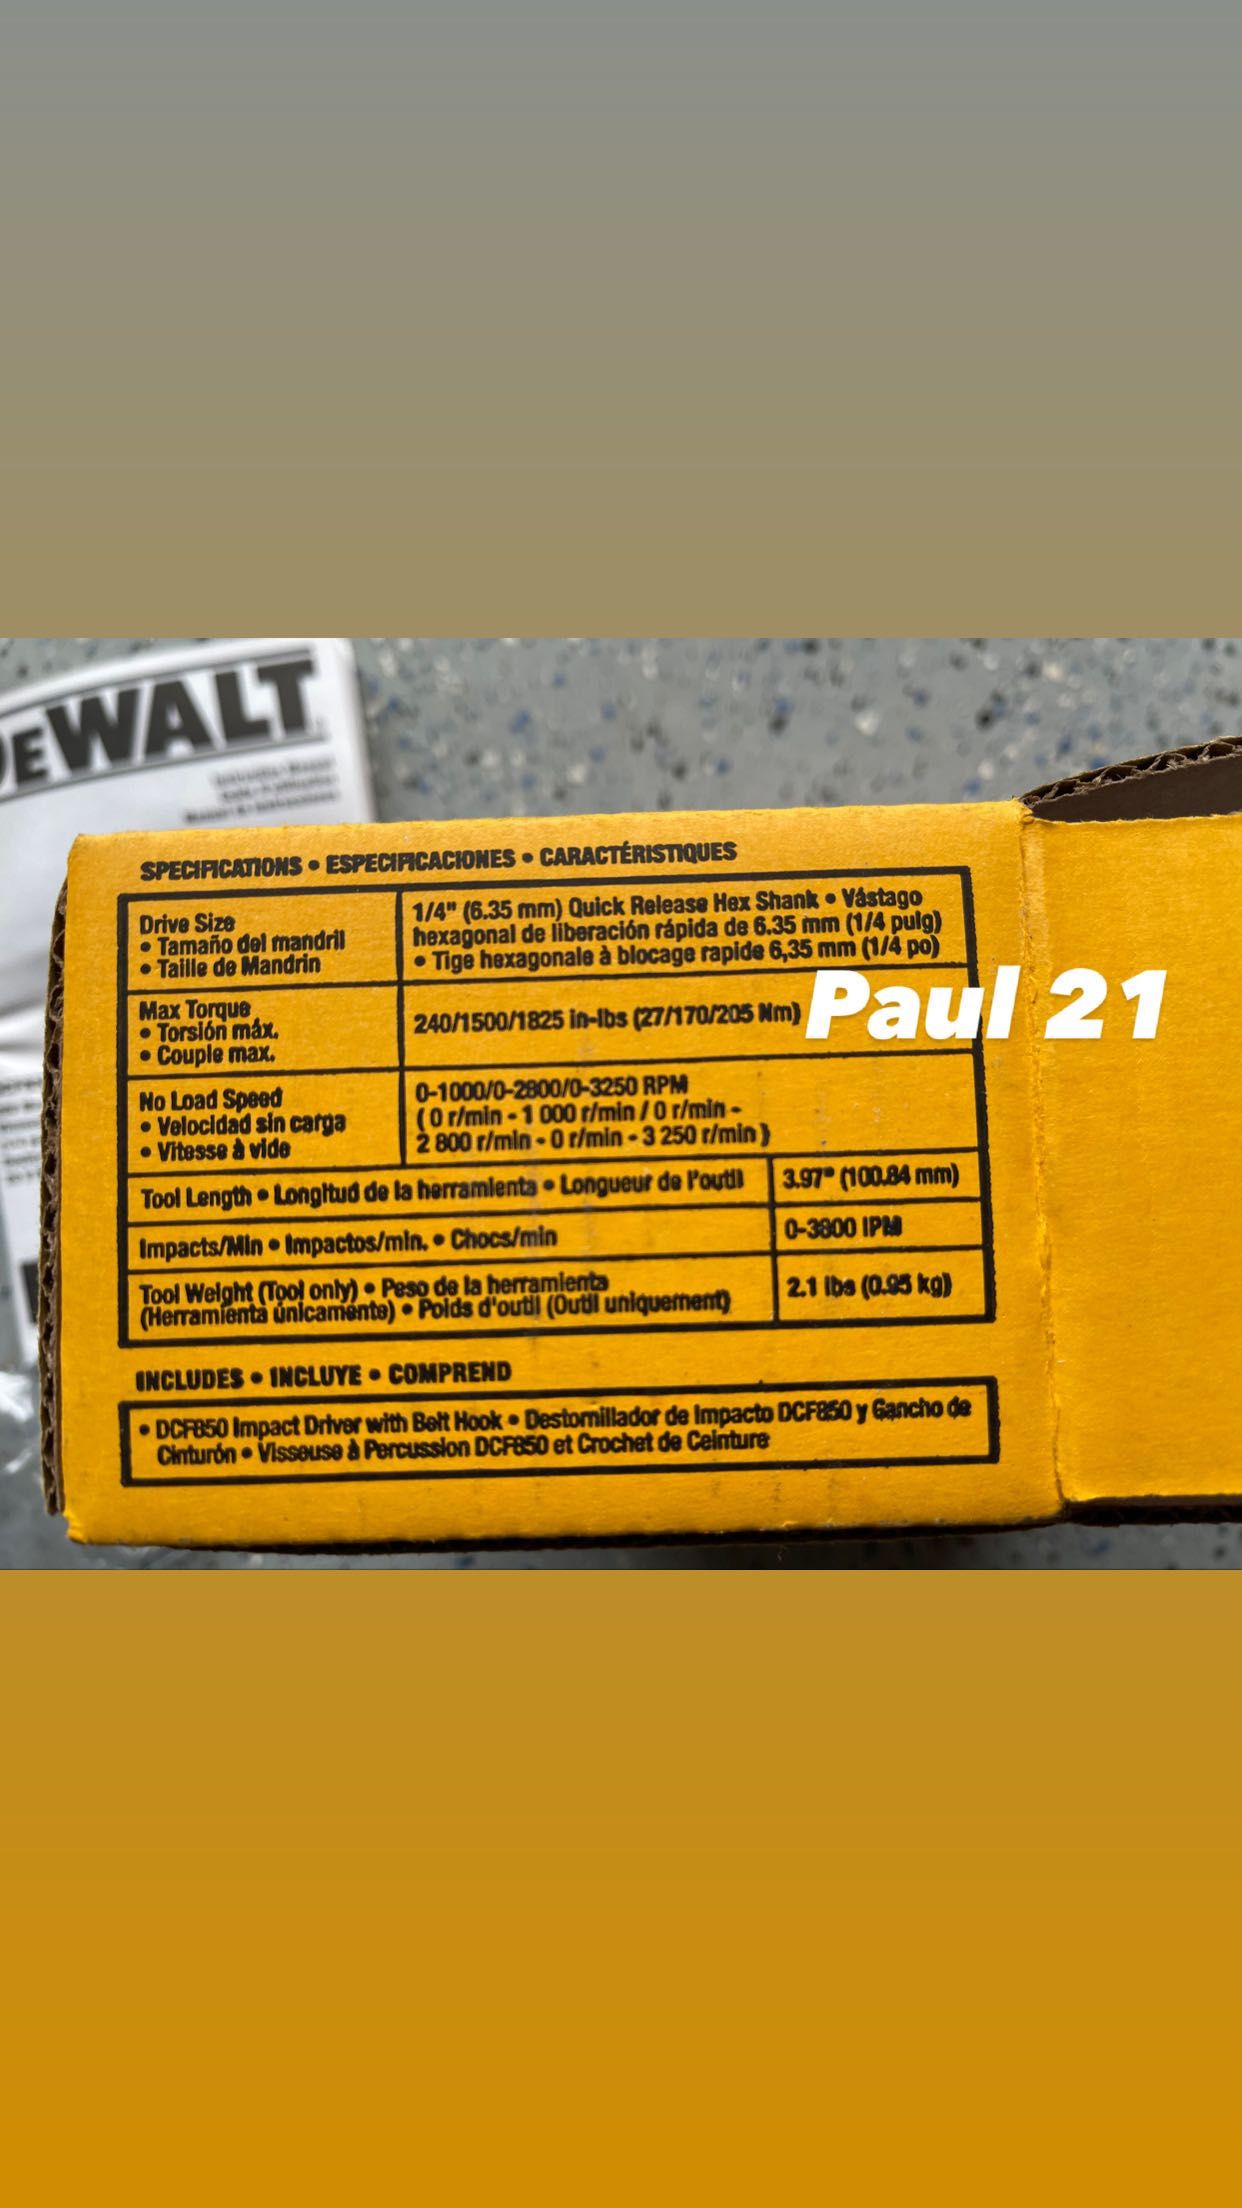 DEWALT
SPECIFICATIONS • ESPECIFICACIONES • CARACTÉRISTIQUES
Drive Size
• Tamaño del mandril
• Taille de Mandrin
1/4" (6.35 mm) Quick Release Hex Shank • Vástago
hexagonal de liberación rápida de 6.35 mm (1/4 pulg)
• Tige hexagonale à blocage rapide 6,35 mm (1/4 po)
Max Torque
• Torsión máx.
• Couple max.
240/1500/1825 in-lbs (27/170/205 Nm)
Paul 21
No Load Speed
• Velocidad sin carga
• Vitesse à vide
0-1000/0-2800/0-3250 RPM
( 0 r/min - 1 000 r/min / 0 r/min -
2 800 r/min - 0 r/min - 3 250 r/min )
Tool Length • Longitud de la herramienta • Longueur de l'outil
3.97" (100.84 mm)
Impacts/Min • Impactos/min. • Chocs/min
0-3800 IPM
Tool Weight (Tool only) • Peso de la herramienta
(Herramienta únicamente) • Poids d'outil (Outil uniquement)
2.1 lbs (0.95 kg)
INCLUDES • INCLUYE • COMPREND
• DCF850 Impact Driver with Belt Hook • Destornillador de Impacto DCF850 y Gancho de
Cinturón • Visseuse à Percussion DCF850 et Crochet de Ceinture